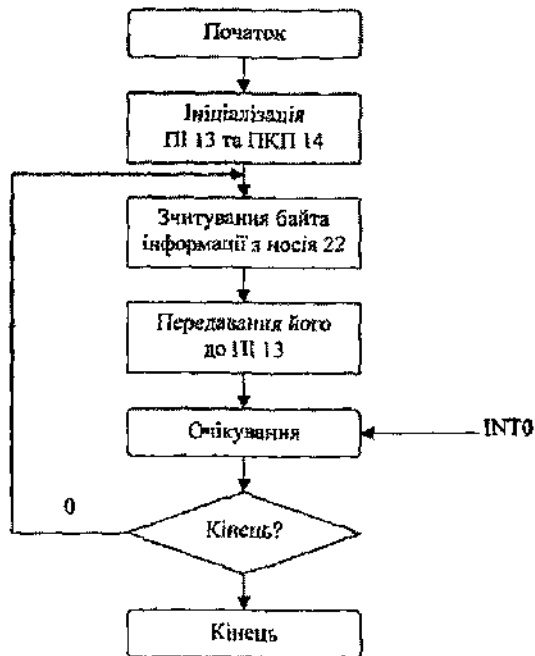 Початок
Ініціалізація
ПІ 13 та ПКП 14
Зчитування байта
інформації з носія 22
Передавання його
до ПІ 13
Очікування
INT0
0
Кінець?
Кінець